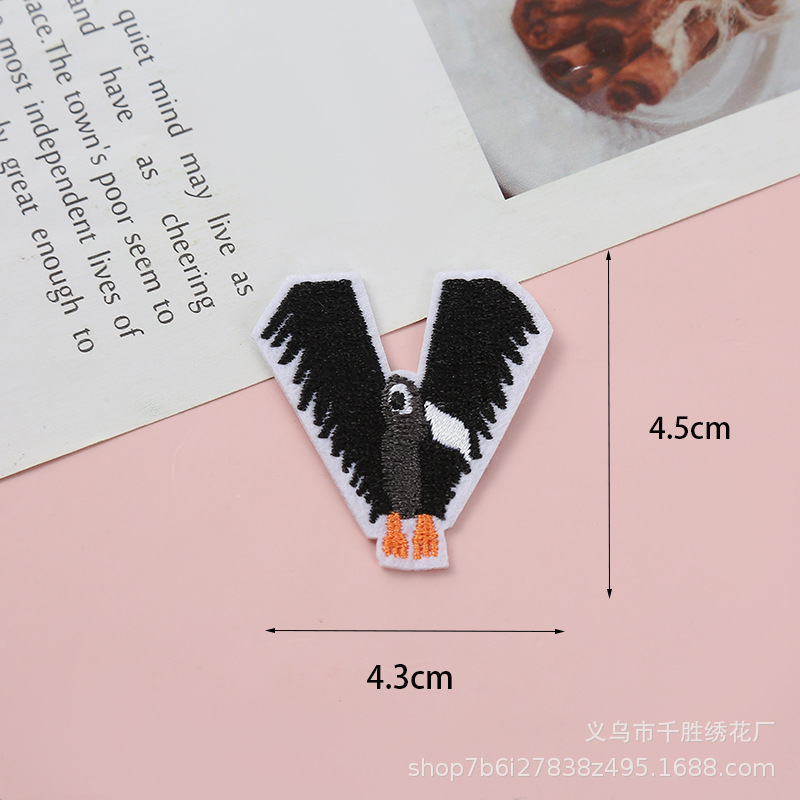 quiet mind may live as
and have as cheering
place. The town's poor seem to
most independent lives of
great enough to
4.5cm
4.3cm
义乌市千胜绣花厂
shop7b6i27838z495.1688.com